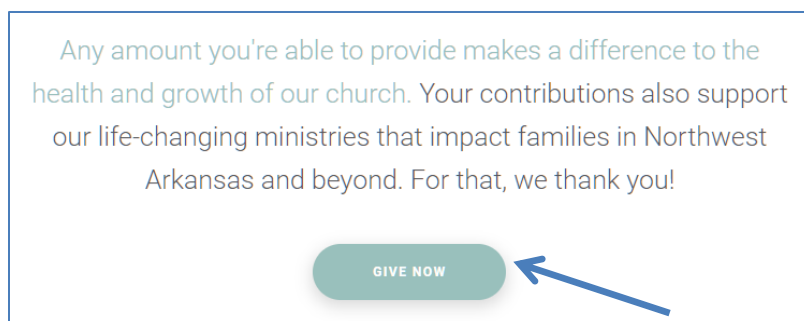 Any amount you're able to provide makes a difference to the
health and growth of our church. Your contributions also support
our life-changing ministries that impact families in Northwest
Arkansas and beyond. For that, we thank you!
GIVE NOW